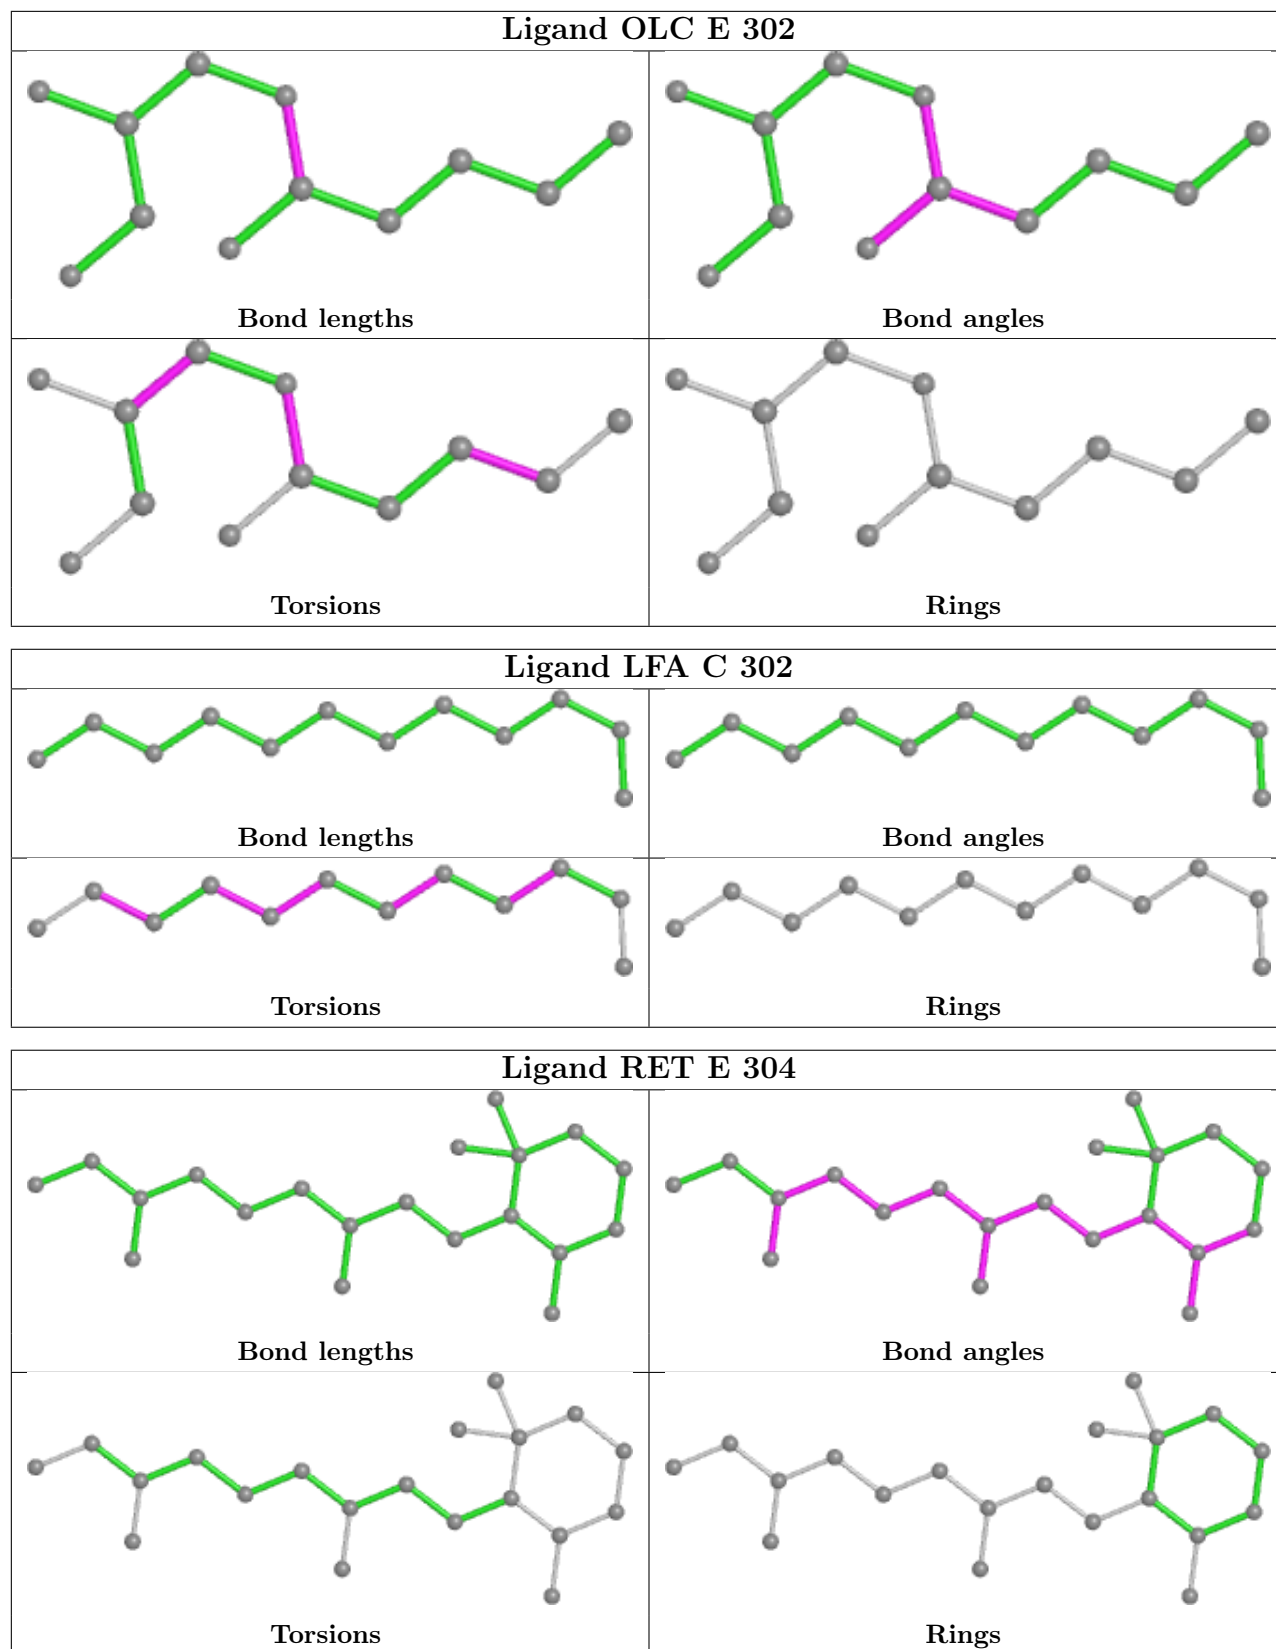 Ligand OLC E 302
Bond lengths
Bond angles
Torsions
Rings
Ligand LFA C 302
Bond lengths
Bond angles
Torsions
Rings
Ligand RET E 304
Bond lengths
Bond angles
Torsions
Rings